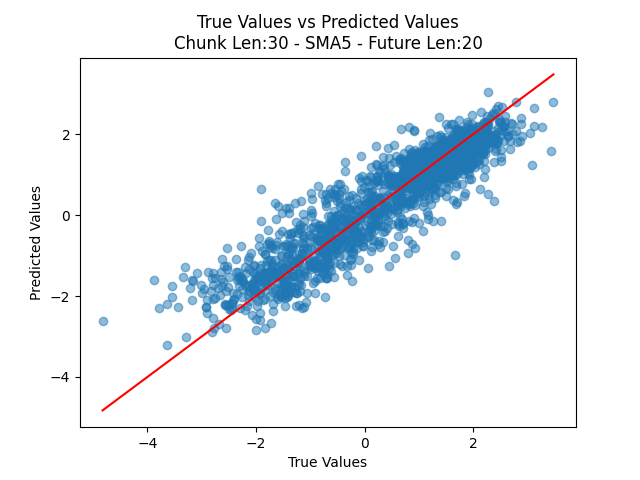 True Values vs Predicted Values
Chunk Len:30 - SMA5 - Future Len:20
Predicted Values
2
0
−2
−4
−4
−2
0
2
True Values